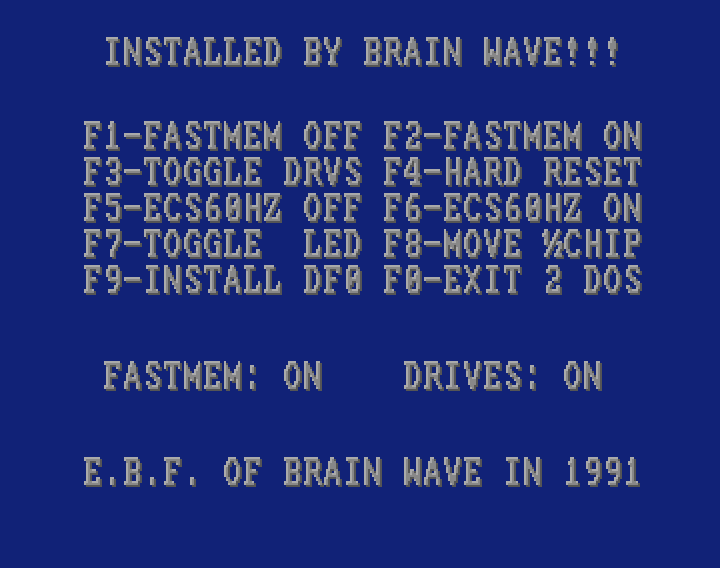 INSTALLED BY BRAIN WAVE!!!
F1-FASTMEM OFF F2-FASTMEM ON
F3-TOGGLE DRVS F4-HARD RESET
F5-ECS60HZ OFF F6-ECS60HZ ON
F7-TOGGLE  LED F8-MOVE ½CHIP
F9-INSTALL DF0 F0-EXIT 2 DOS
FASTMEM: ON    DRIVES: ON
E.B.F. OF BRAIN WAVE IN 1991